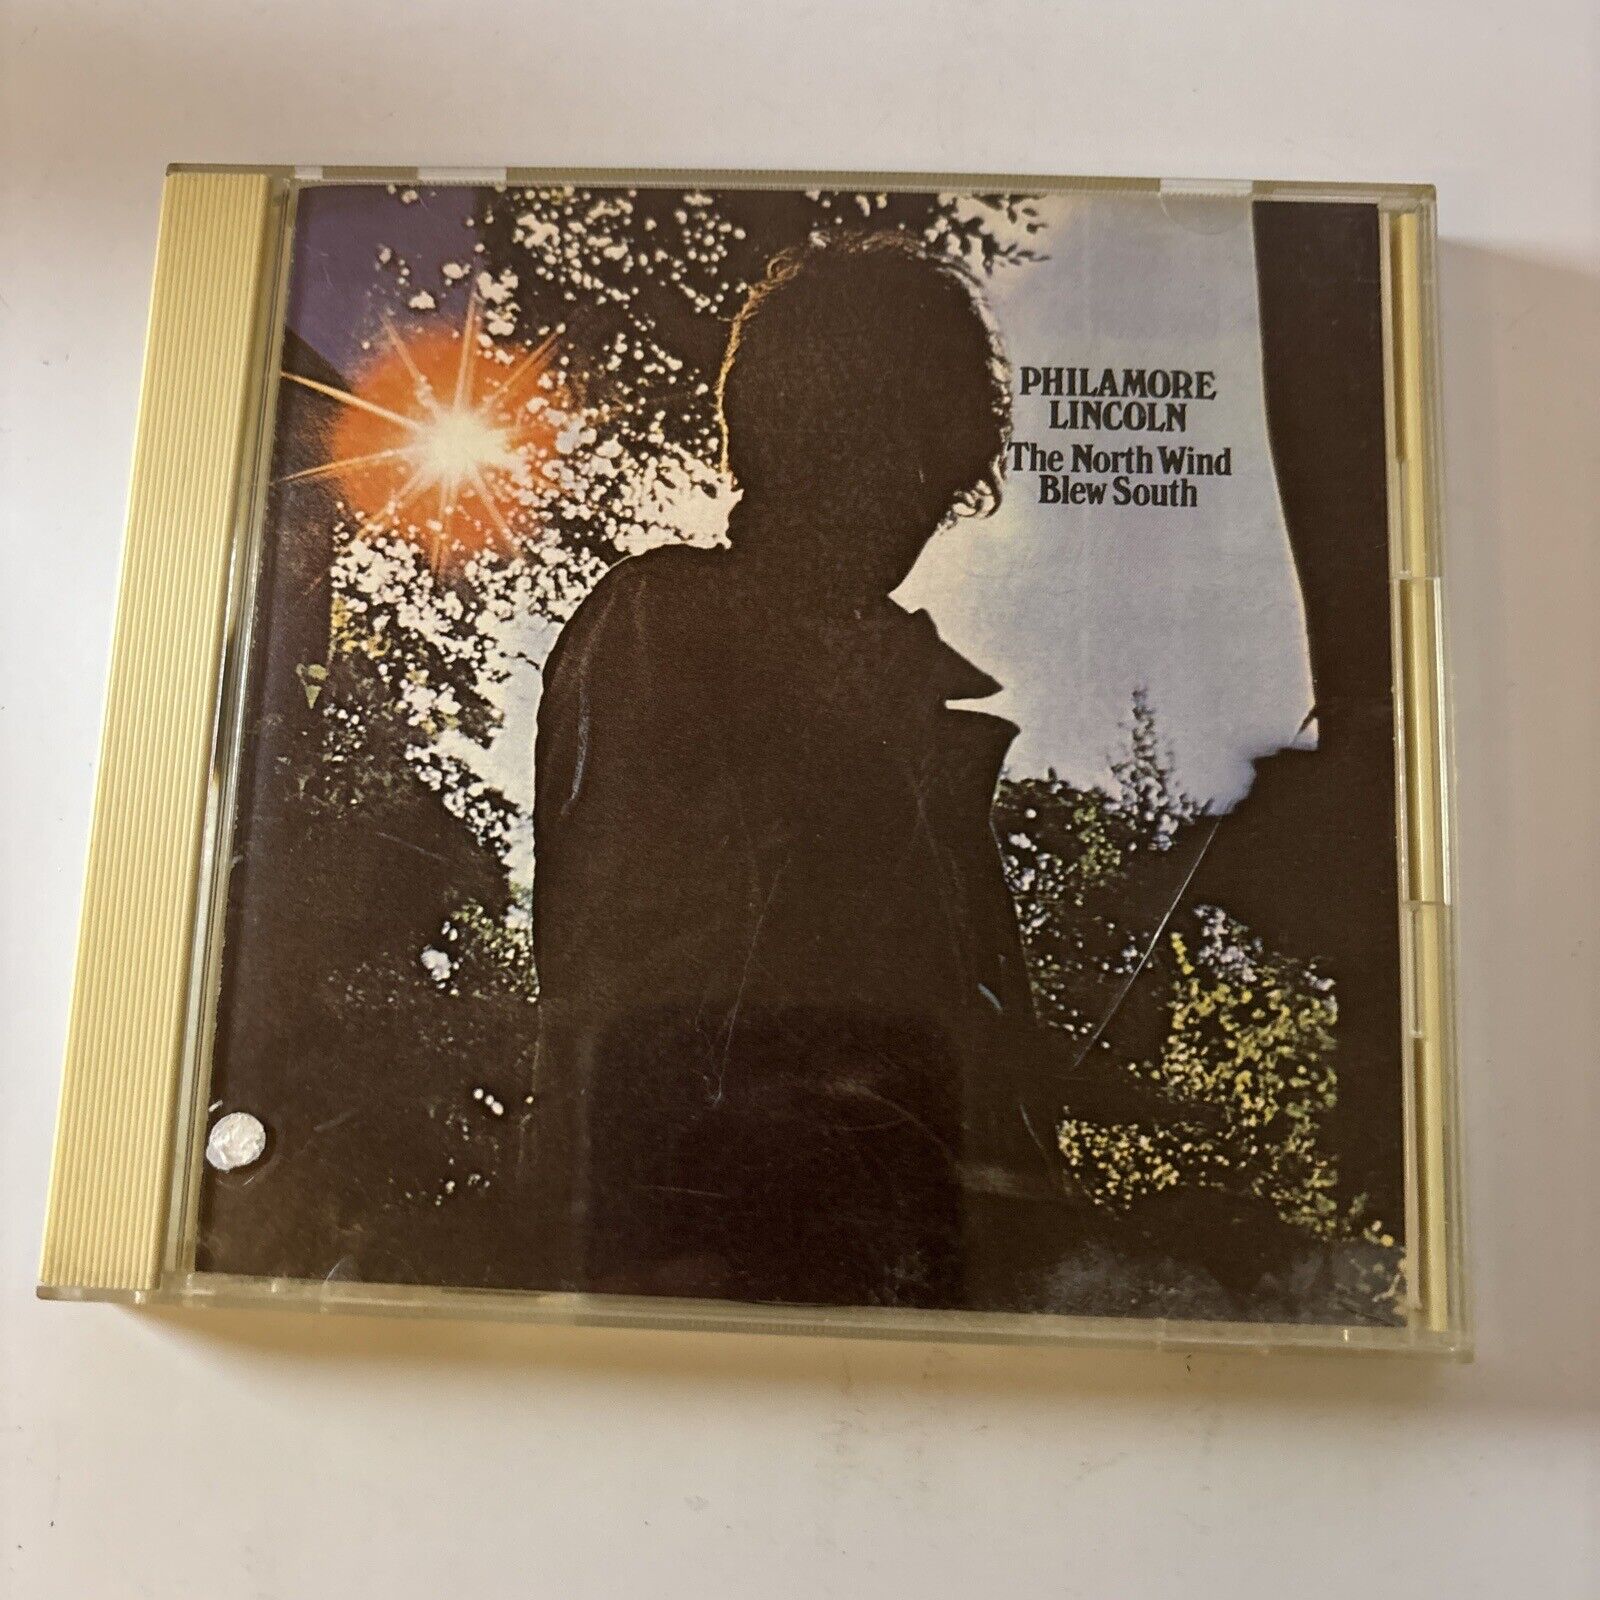 PHILAMORE
LINCOLN
The North Wind
Blew South